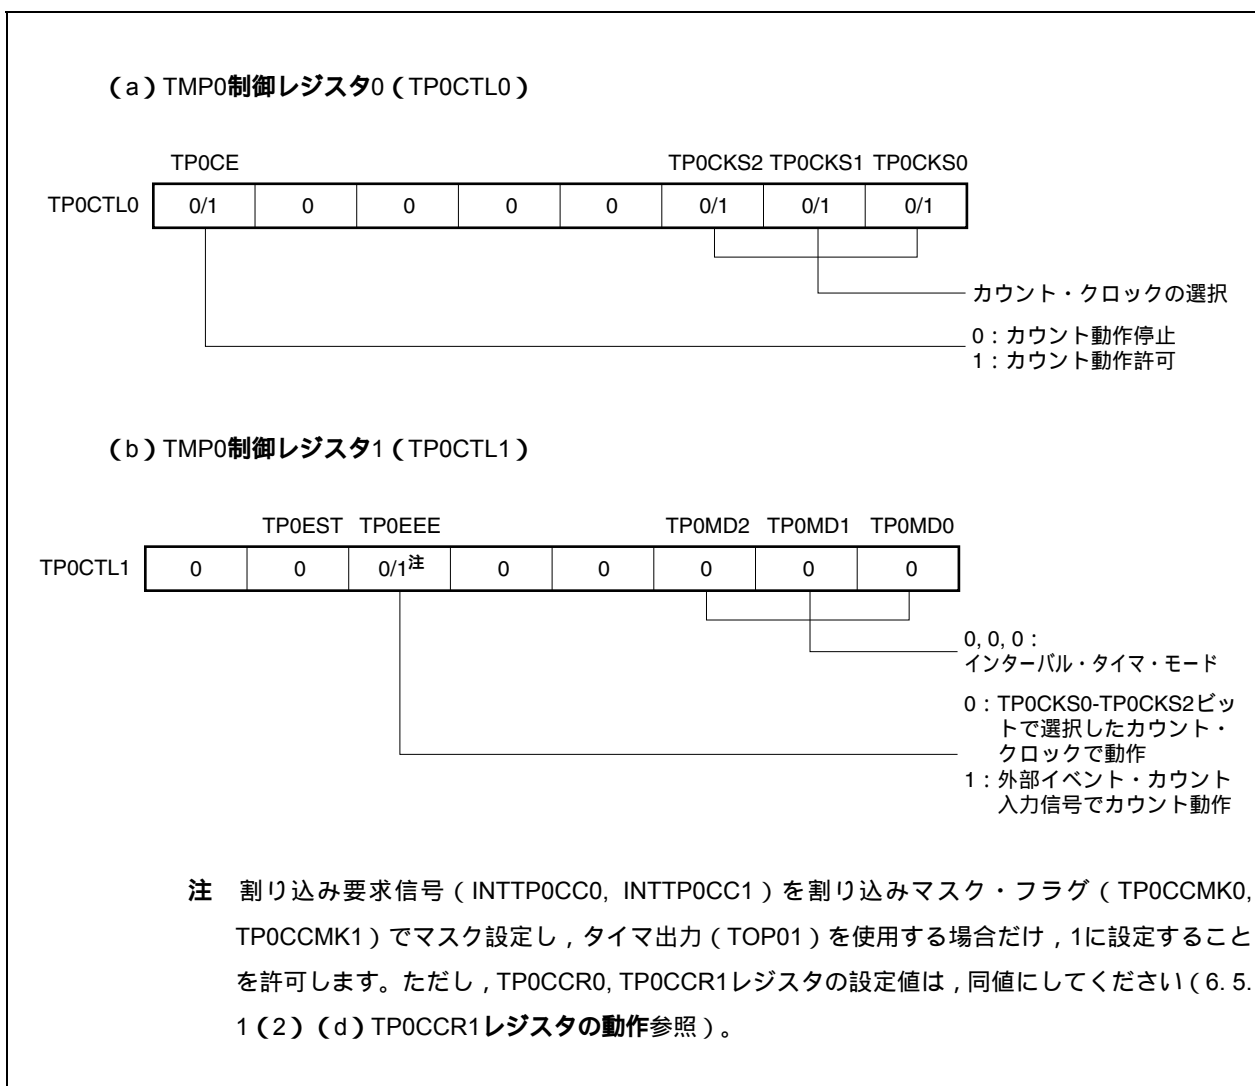 （a）TMP0制御レジスタ0（TP0CTL0）
TP0CE TP0CKS2 TP0CKS1 TP0CKS0
TP0CTL0 0/1 0 0 0 0 0/1 0/1 0/1
カウント・クロックの選択
0：カウント動作停止
1：カウント動作許可
（b）TMP0制御レジスタ1（TP0CTL1）
TP0EST TP0EEE TP0MD2 TP0MD1 TP0MD0
TP0CTL1 0 0 0/1注 0 0 0 0 0
0, 0, 0：
インターバル・タイマ・モード
0：TP0CKS0-TP0CKS2ビッ
トで選択したカウント・
クロックで動作
1：外部イベント・カウント
入力信号でカウント動作
注 割り込み要求信号（INTTP0CC0, INTTP0CC1）を割り込みマスク・フラグ（TP0CCMK0,
TP0CCMK1）でマスク設定し，タイマ出力（TOP01）を使用する場合だけ，1に設定すること
を許可します。ただし，TP0CCR0, TP0CCR1レジスタの設定値は，同値にしてください（6. 5.
1（2）（d）TP0CCR1レジスタの動作参照）。